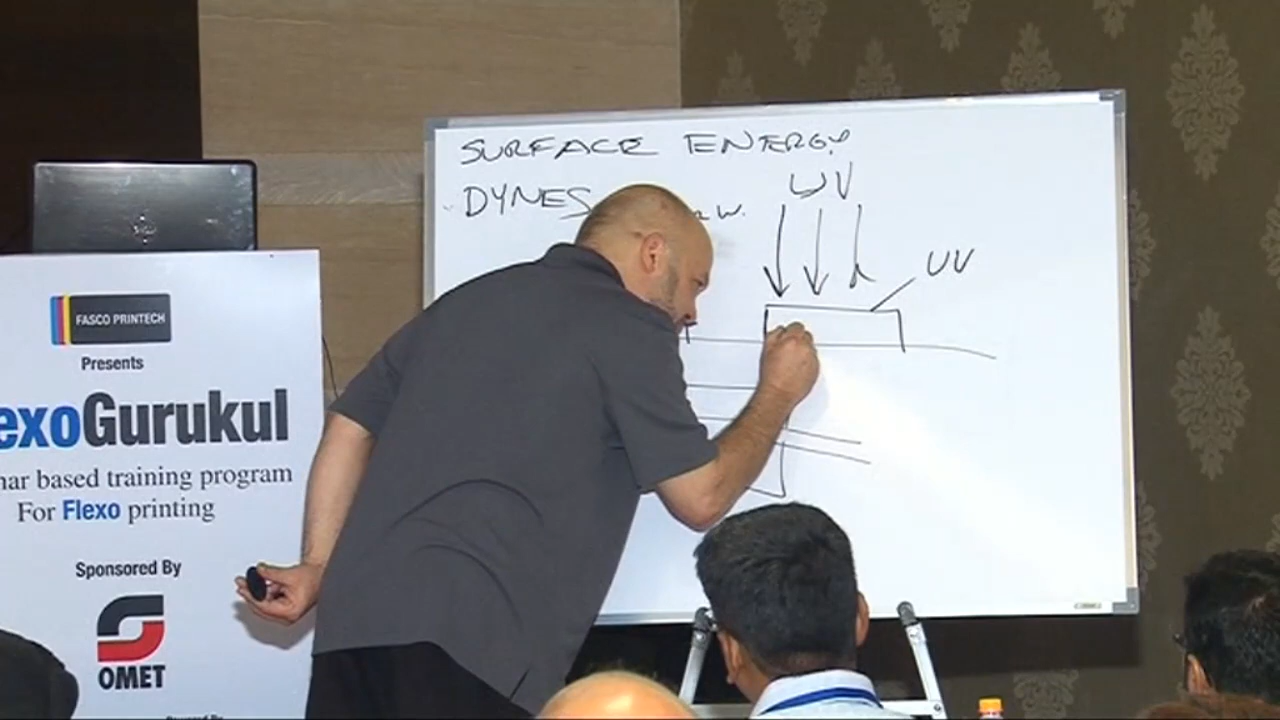 SURFACE ENERGY
DYNES
W.
UV
UV
FASCO PRINTECH
Presents
exoGurukul
nar based training program
For Flexo printing
Sponsored By
OMET